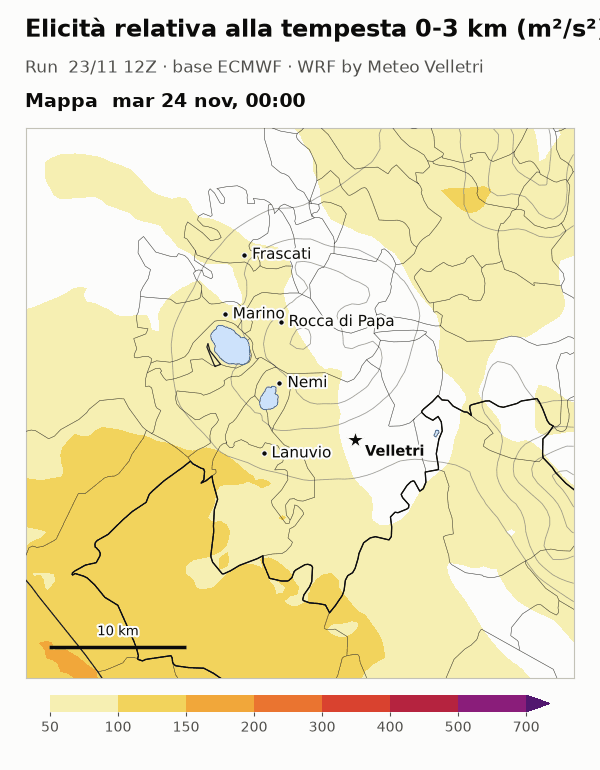 Elicità relativa alla tempesta 0-3 km (m²/s²)
Run  23/11 12Z · base ECMWF · WRF by Meteo Velletri
Mappa  mar 24 nov, 00:00
Frascati
Marino
Rocca di Papa
Nemi
Velletri
Lanuvio
10 km
50 100 150 200 300 400 500 700